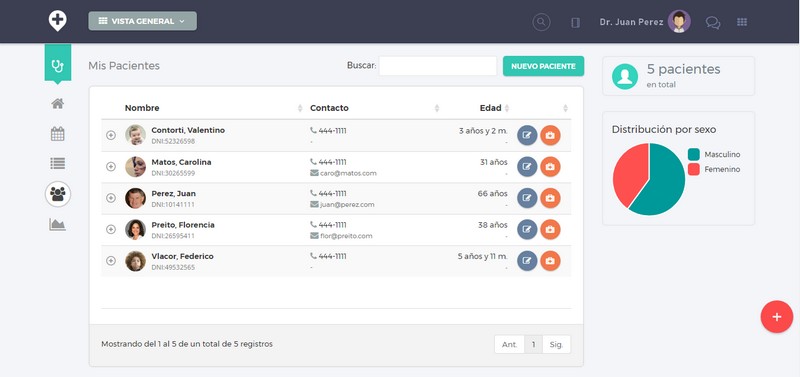 VISTA GENERAL
Dr. Juan Perez
Mis Pacientes
Buscar:
NUEVO PACIENTE
5 pacientes
en total
Nombre Contacto Edad
Contorti, Valentino 444-1111 3 años y 2 m.
DNI:52326598 - -
Matos, Carolina 444-1111 31 años
DNI:30265599 caro@matos.com -
Perez, Juan 444-1111 66 años
DNI:10141111 juan@perez.com -
Preito, Florencia 444-1111 38 años
DNI:26595411 flor@preito.com -
Vlacor, Federico 444-1111 5 años y 11 m.
DNI:49532565 - -
Mostrando del 1 al 5 de un total de 5 registros
Ant. 1 Sig.
Distribución por sexo
Masculino
Femenino